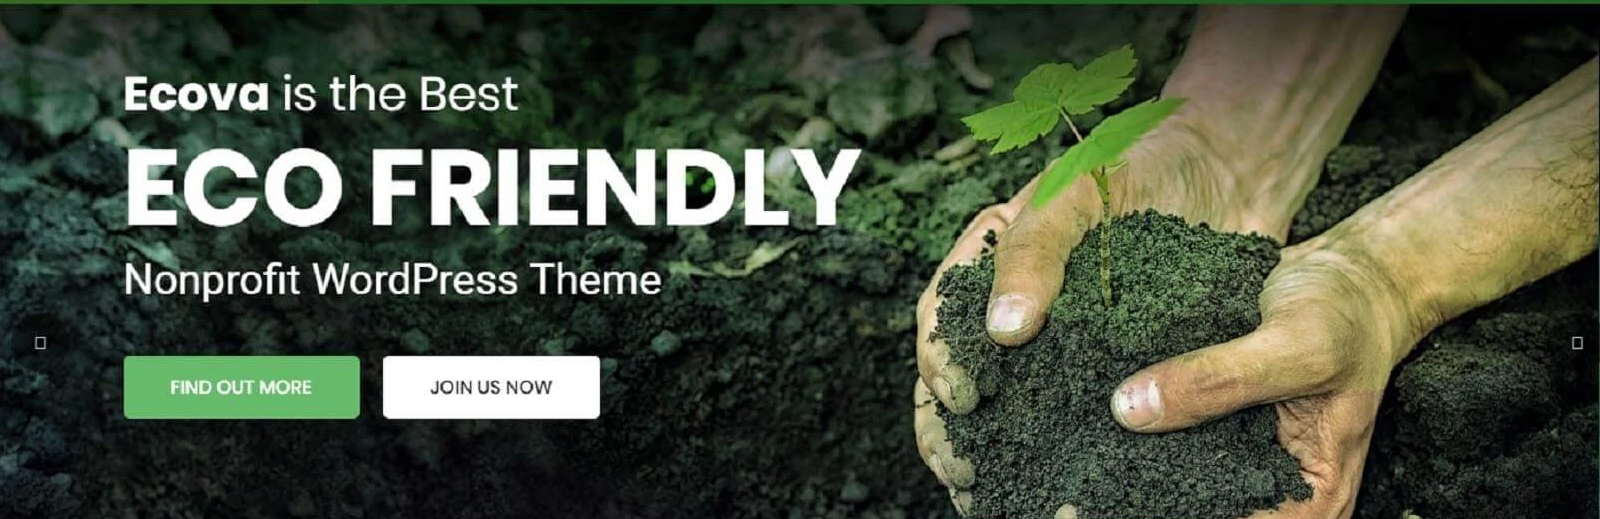 Ecova is the Best
ECO FRIENDLY
Nonprofit WordPress Theme
FIND OUT MORE
JOIN US NOW